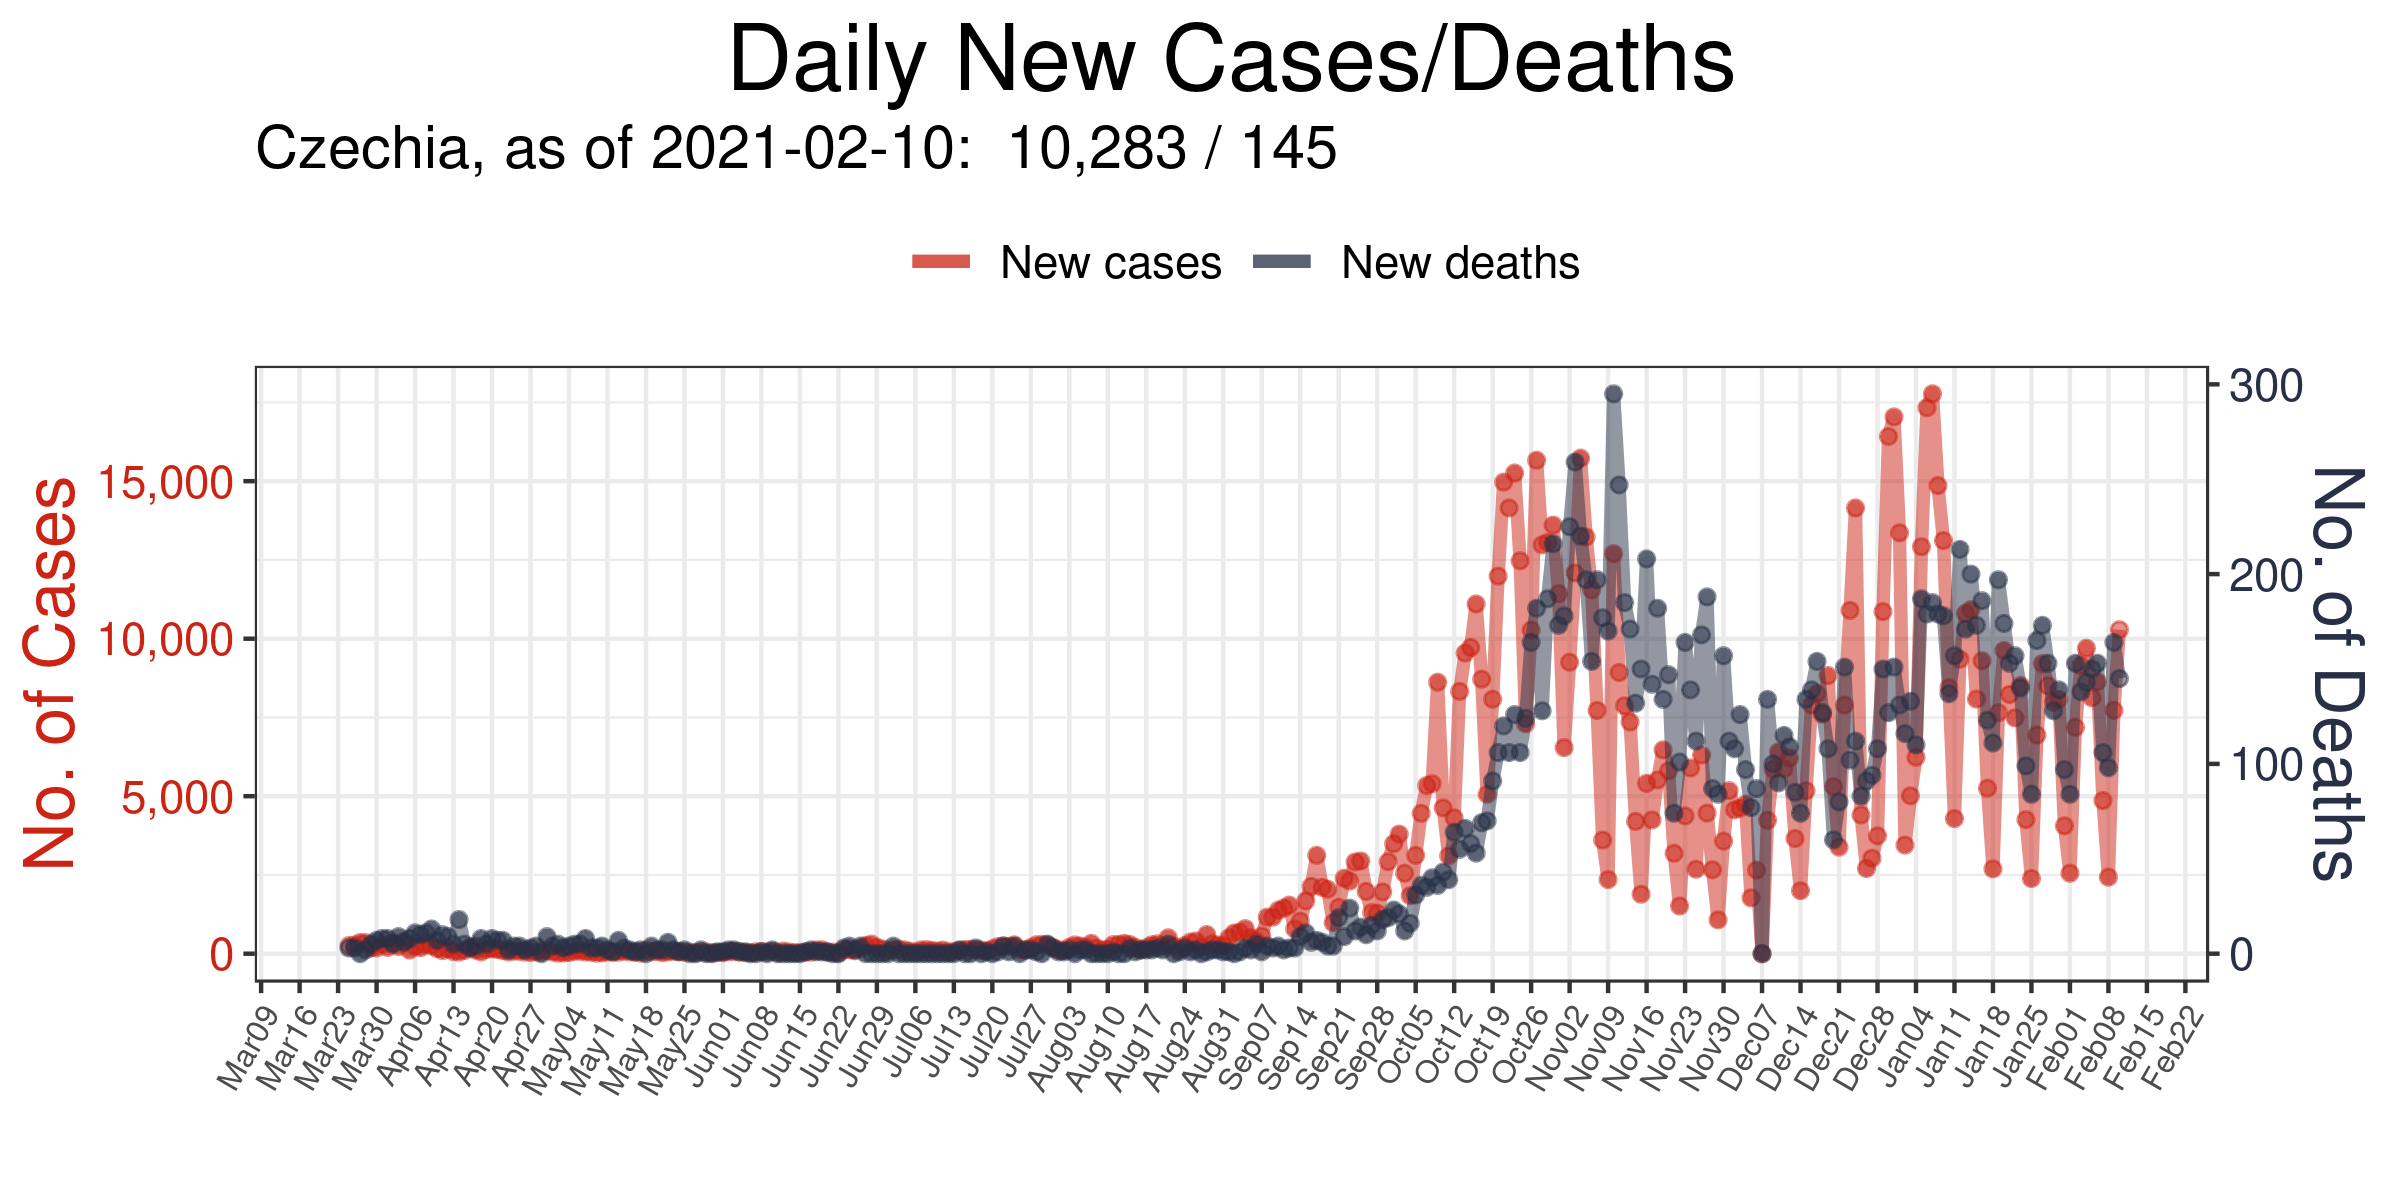 Daily New Cases/Deaths
Czechia, as of 2021-02-10:  10,283 / 145
New cases
New deaths
No. of Cases
15,000
10,000
5,000
0
300
200
100
0
No. of Deaths
Mar09
Mar16
Mar23
Mar30
Apr06
Apr13
Apr20
Apr27
May04
May11
May18
May25
Jun01
Jun08
Jun15
Jun22
Jun29
Jul06
Jul13
Jul20
Jul27
Aug03
Aug10
Aug17
Aug24
Aug31
Sep07
Sep14
Sep21
Sep28
Oct05
Oct12
Oct19
Oct26
Nov02
Nov09
Nov16
Nov23
Nov30
Dec07
Dec14
Dec21
Dec28
Jan04
Jan11
Jan18
Jan25
Feb01
Feb08
Feb15
Feb22